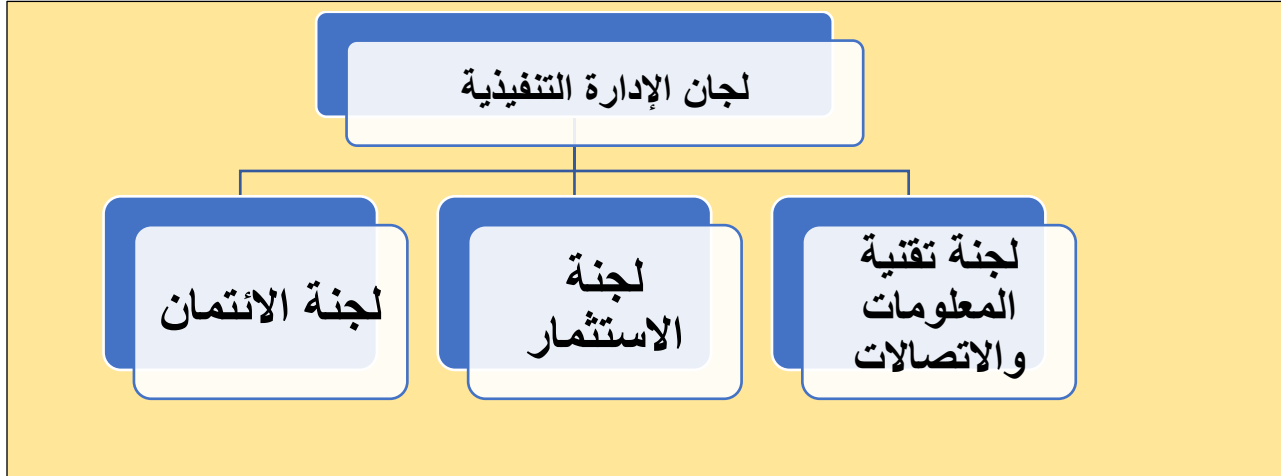 لجان الإدارة التنفيذية
لجنة تقنية
المعلومات
والاتصالات
لجنة
الاستثمار
لجنة الائتمان